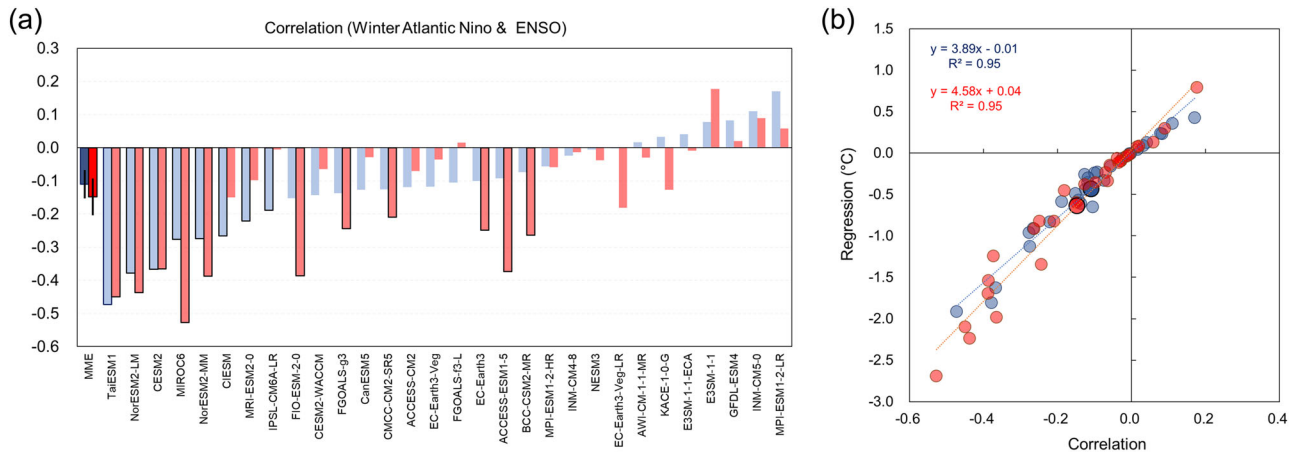 (a)
Correlation (Winter Atlantic Nino & ENSO)
0.3
0.2
0.1
0.0
-0.1
-0.2
-0.3
-0.4
-0.5
-0.6
MME
TaiESM1
NorESM2-LM
CESM2
MIROC6
NorESM2-MM
CIESM
MRI-ESM2-0
IPSL-CM6A-LR
FIO-ESM-2-0
CESM2-WACCM
FGOALS-g3
CanESM5
CMCC-CM2-SR5
ACCESS-CM2
EC-Earth3-Veg
FGOALS-f3-L
EC-Earth3
ACCESS-ESM1-5
BCC-CSM2-MR
MPI-ESM1-2-HR
INM-CM4-8
NESM3
EC-Earth3-Veg-LR
AWI-CM-1-1-MR
KACE-1-0-G
E3SM-1-1-ECA
E3SM-1-1
GFDL-ESM4
INM-CM5-0
MPI-ESM1-2-LR
(b)
y = 3.89x - 0.01
R² = 0.95
y = 4.58x + 0.04
R² = 0.95
Regression (°C)
1.5
1.0
0.5
0.0
-0.5
-1.0
-1.5
-2.0
-2.5
-3.0
-0.6
-0.4
-0.2
0.0
0.2
0.4
Correlation